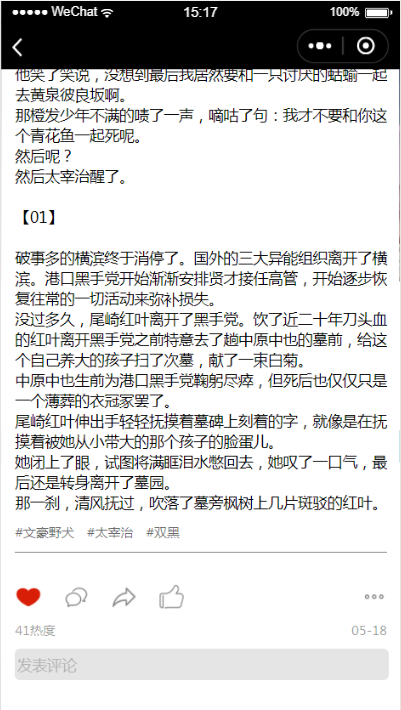 WeChat
15:17
100%
他笑了笑说，没想到最后我居然要和一只讨厌的蛞蝓一起
去黄泉彼良坂啊。
那橙发少年不满的啧了一声，嘀咕了句：我才不要和你这
个青花鱼一起死呢。
然后呢？
然后太宰治醒了。
【01】
破事多的横滨终于消停了。国外的三大异能组织离开了横
滨。港口黑手党开始渐渐安排贤才接任高管，开始逐步恢
复往常的一切活动来弥补损失。
没过多久，尾崎红叶离开了黑手党。饮了近二十年刀头血
的红叶离开黑手党之前特意去了趟中原中也的墓前，给这
个自己养大的孩子扫了次墓，献了一束白菊。
中原中也生前为港口黑手党鞠躬尽瘁，但死后也仅仅只是
一个薄葬的衣冠冢罢了。
尾崎红叶伸出手轻轻抚摸着墓碑上刻着的字，就像是在抚
摸着被她从小带大的那个孩子的脸蛋儿。
她闭上了眼，试图将满眶泪水憋回去，她叹了一口气，最
后还是转身离开了墓园。
那一刹，清风抚过，吹落了墓旁枫树上几片斑驳的红叶。
#文豪野犬 #太宰治 #双黑
41热度
05-18
发表评论